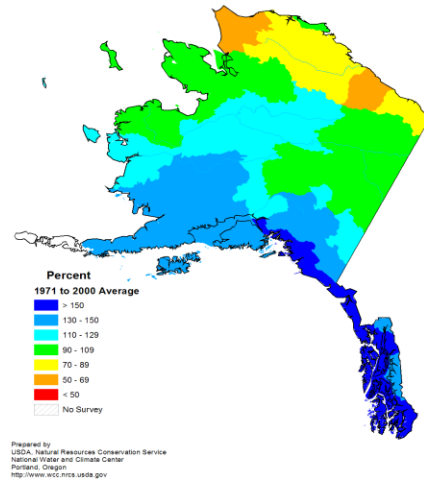 Percent
1971 to 2000 Average
> 150
130 - 150
110 - 129
90 - 109
70 - 89
50 - 69
< 50
No Survey
Prepared by
USDA, Natural Resources Conservation Service
National Water and Climate Center
Portland, Oregon
http://www.wcc.nrcs.usda.gov